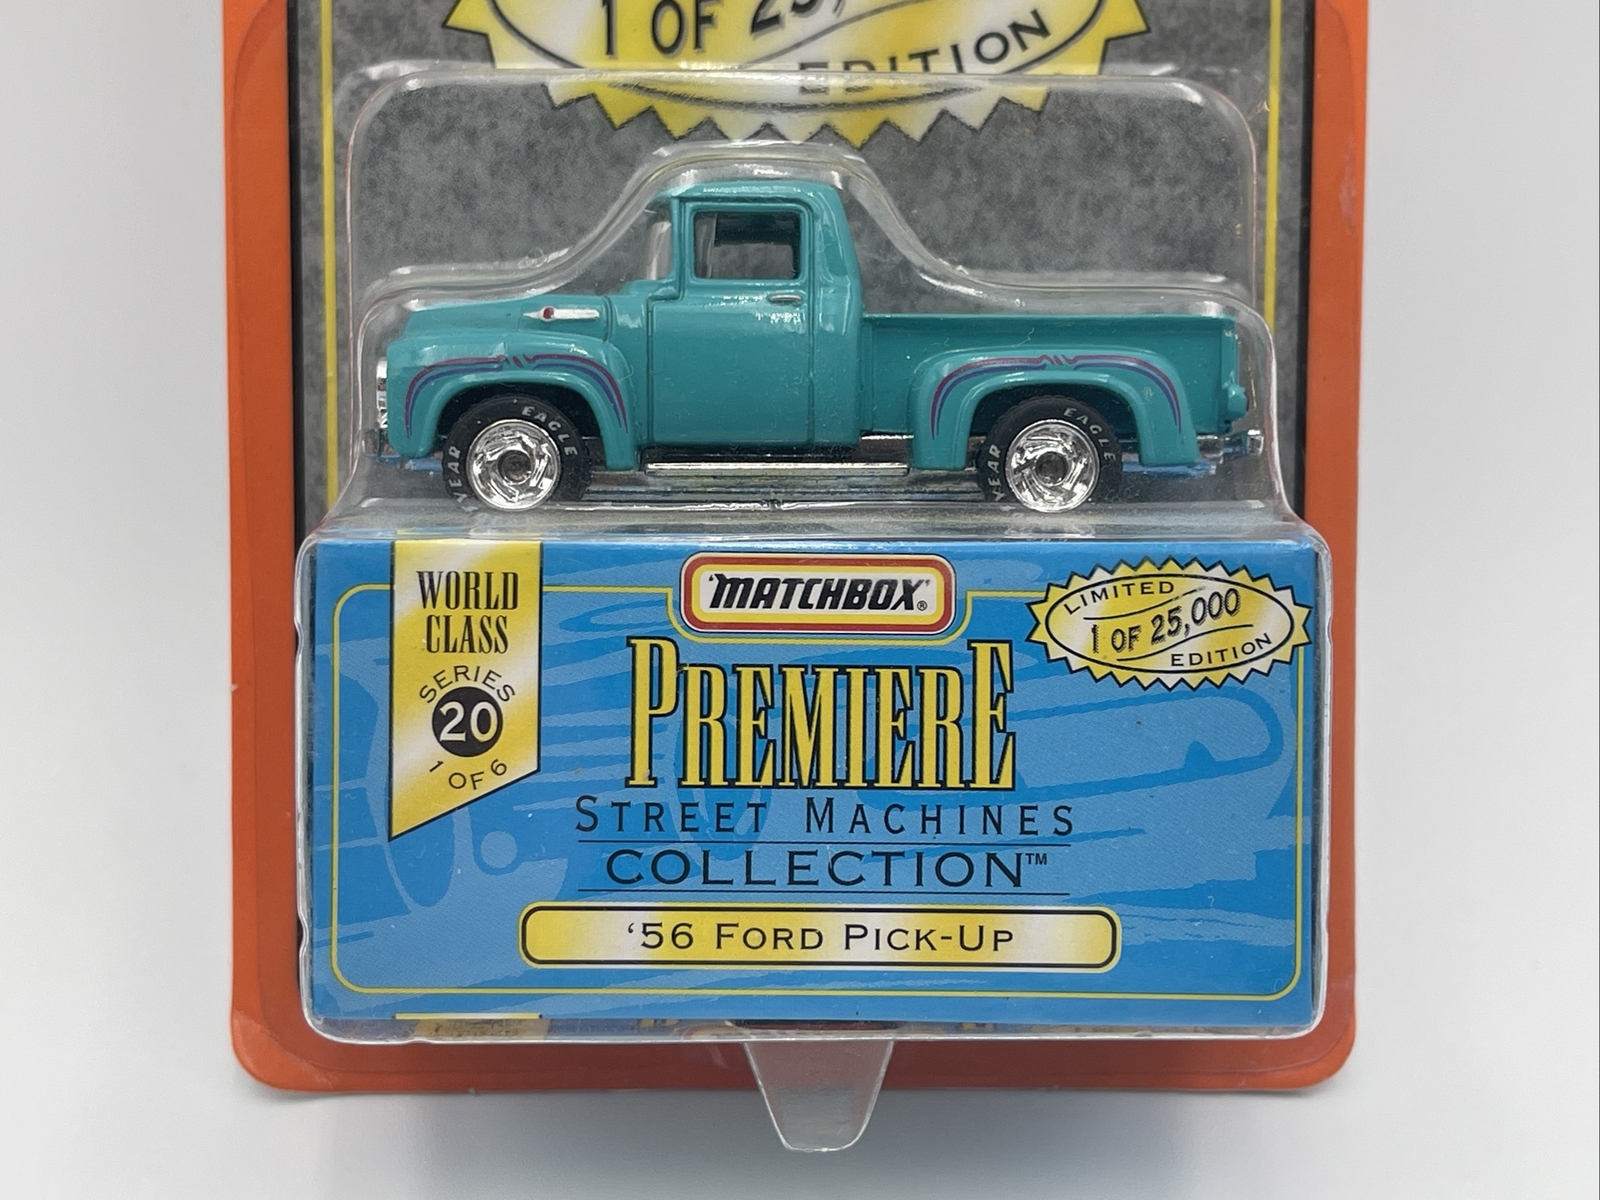 1 OF 25,
EDITION
EAGLE
YEAR
EAGLE
YEAR
WORLD
CLASS
SERIES
20
1 OF 6
'MATCHBOX'®
PREMIERE
STREET MACHINES
COLLECTION™
'56 FORD PICK-UP
LIMITED
1 OF 25,000
EDITION